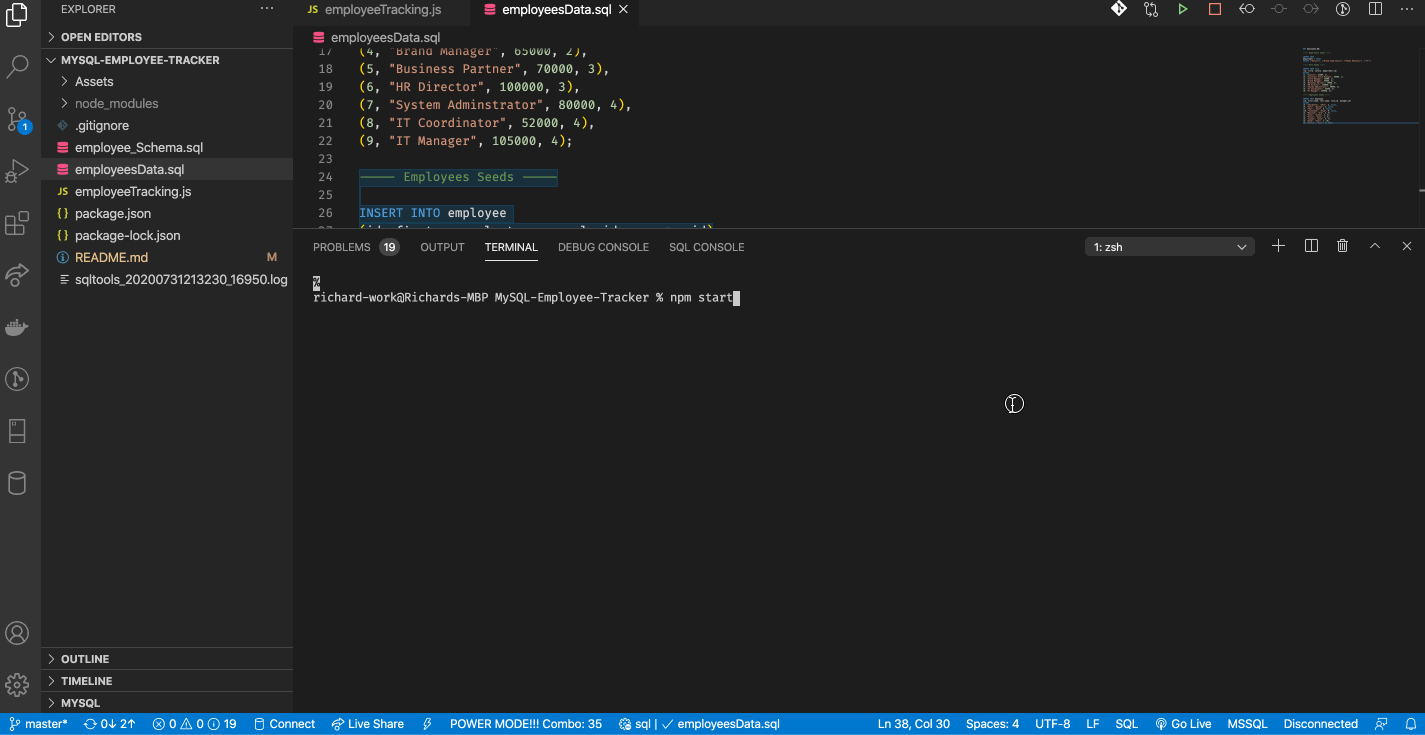 EXPLORER
···
JS employeeTracking.js
employeesData.sql
OPEN EDITORS
employeesData.sql
MYSQL-EMPLOYEE-TRACKER
Assets
node_modules
.gitignore
employee_Schema.sql
employeesData.sql
JS employeeTracking.js
{} package.json
{} package-lock.json
README.md M
sqltools_20200731213230_16950.log
1
17 (4, "Brand Manager", 65000, 2),
18 (5, "Business Partner", 70000, 3),
19 (6, "HR Director", 100000, 3),
20 (7, "System Adminstrator", 80000, 4),
21 (8, "IT Coordinator", 52000, 4),
22 (9, "IT Manager", 105000, 4);
23
24 ----- Employees Seeds -----
25
26 INSERT INTO employee
PROBLEMS 19 OUTPUT TERMINAL DEBUG CONSOLE SQL CONSOLE 1: zsh
%
richard-work@Richards-MBP MySQL-Employee-Tracker % npm start
OUTLINE
TIMELINE
MYSQL
master* 0↓ 2↑ 0 0 19 Connect Live Share POWER MODE!!! Combo: 35 sql | ✓ employeesData.sql Ln 38, Col 30 Spaces: 4 UTF-8 LF SQL Go Live MSSQL Disconnected